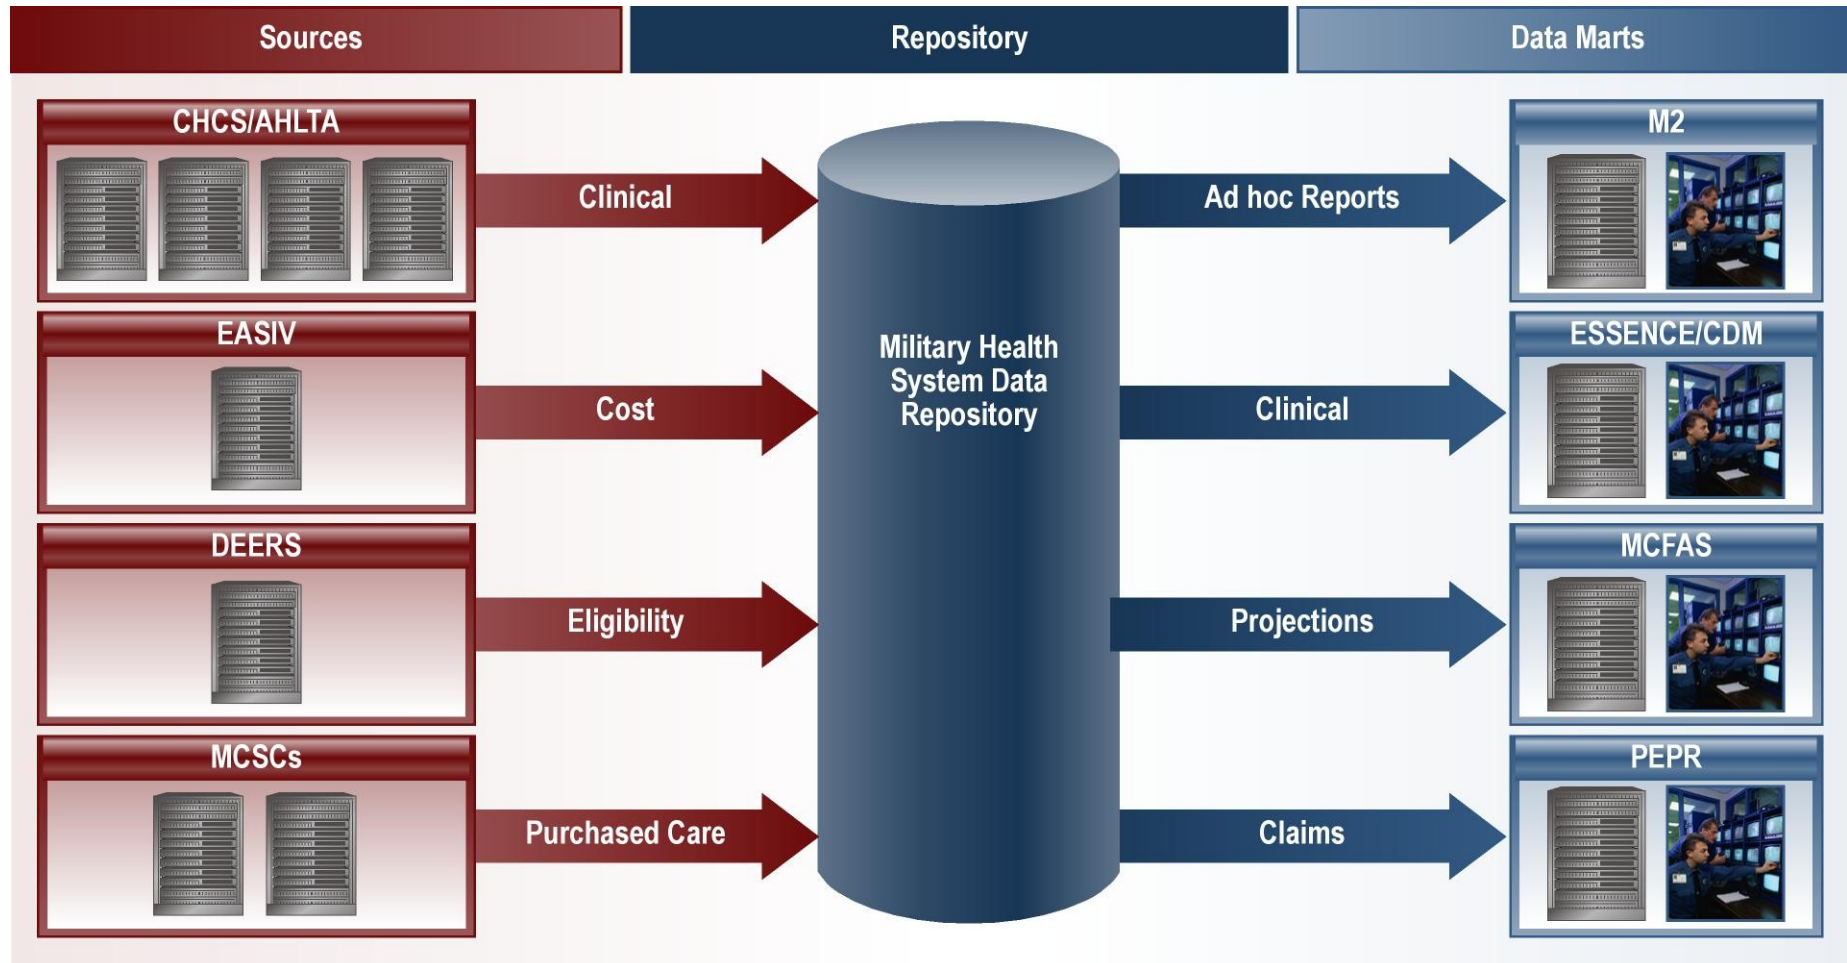 Sources
Repository
Data Marts
CHCS/AHLTA
Clinical
Ad hoc Reports
M2
EASIV
Cost
Military Health
System Data
Repository
Clinical
ESSENCE/CDM
DEERS
Eligibility
Projections
MCFAS
MCSCs
Purchased Care
Claims
PEPR